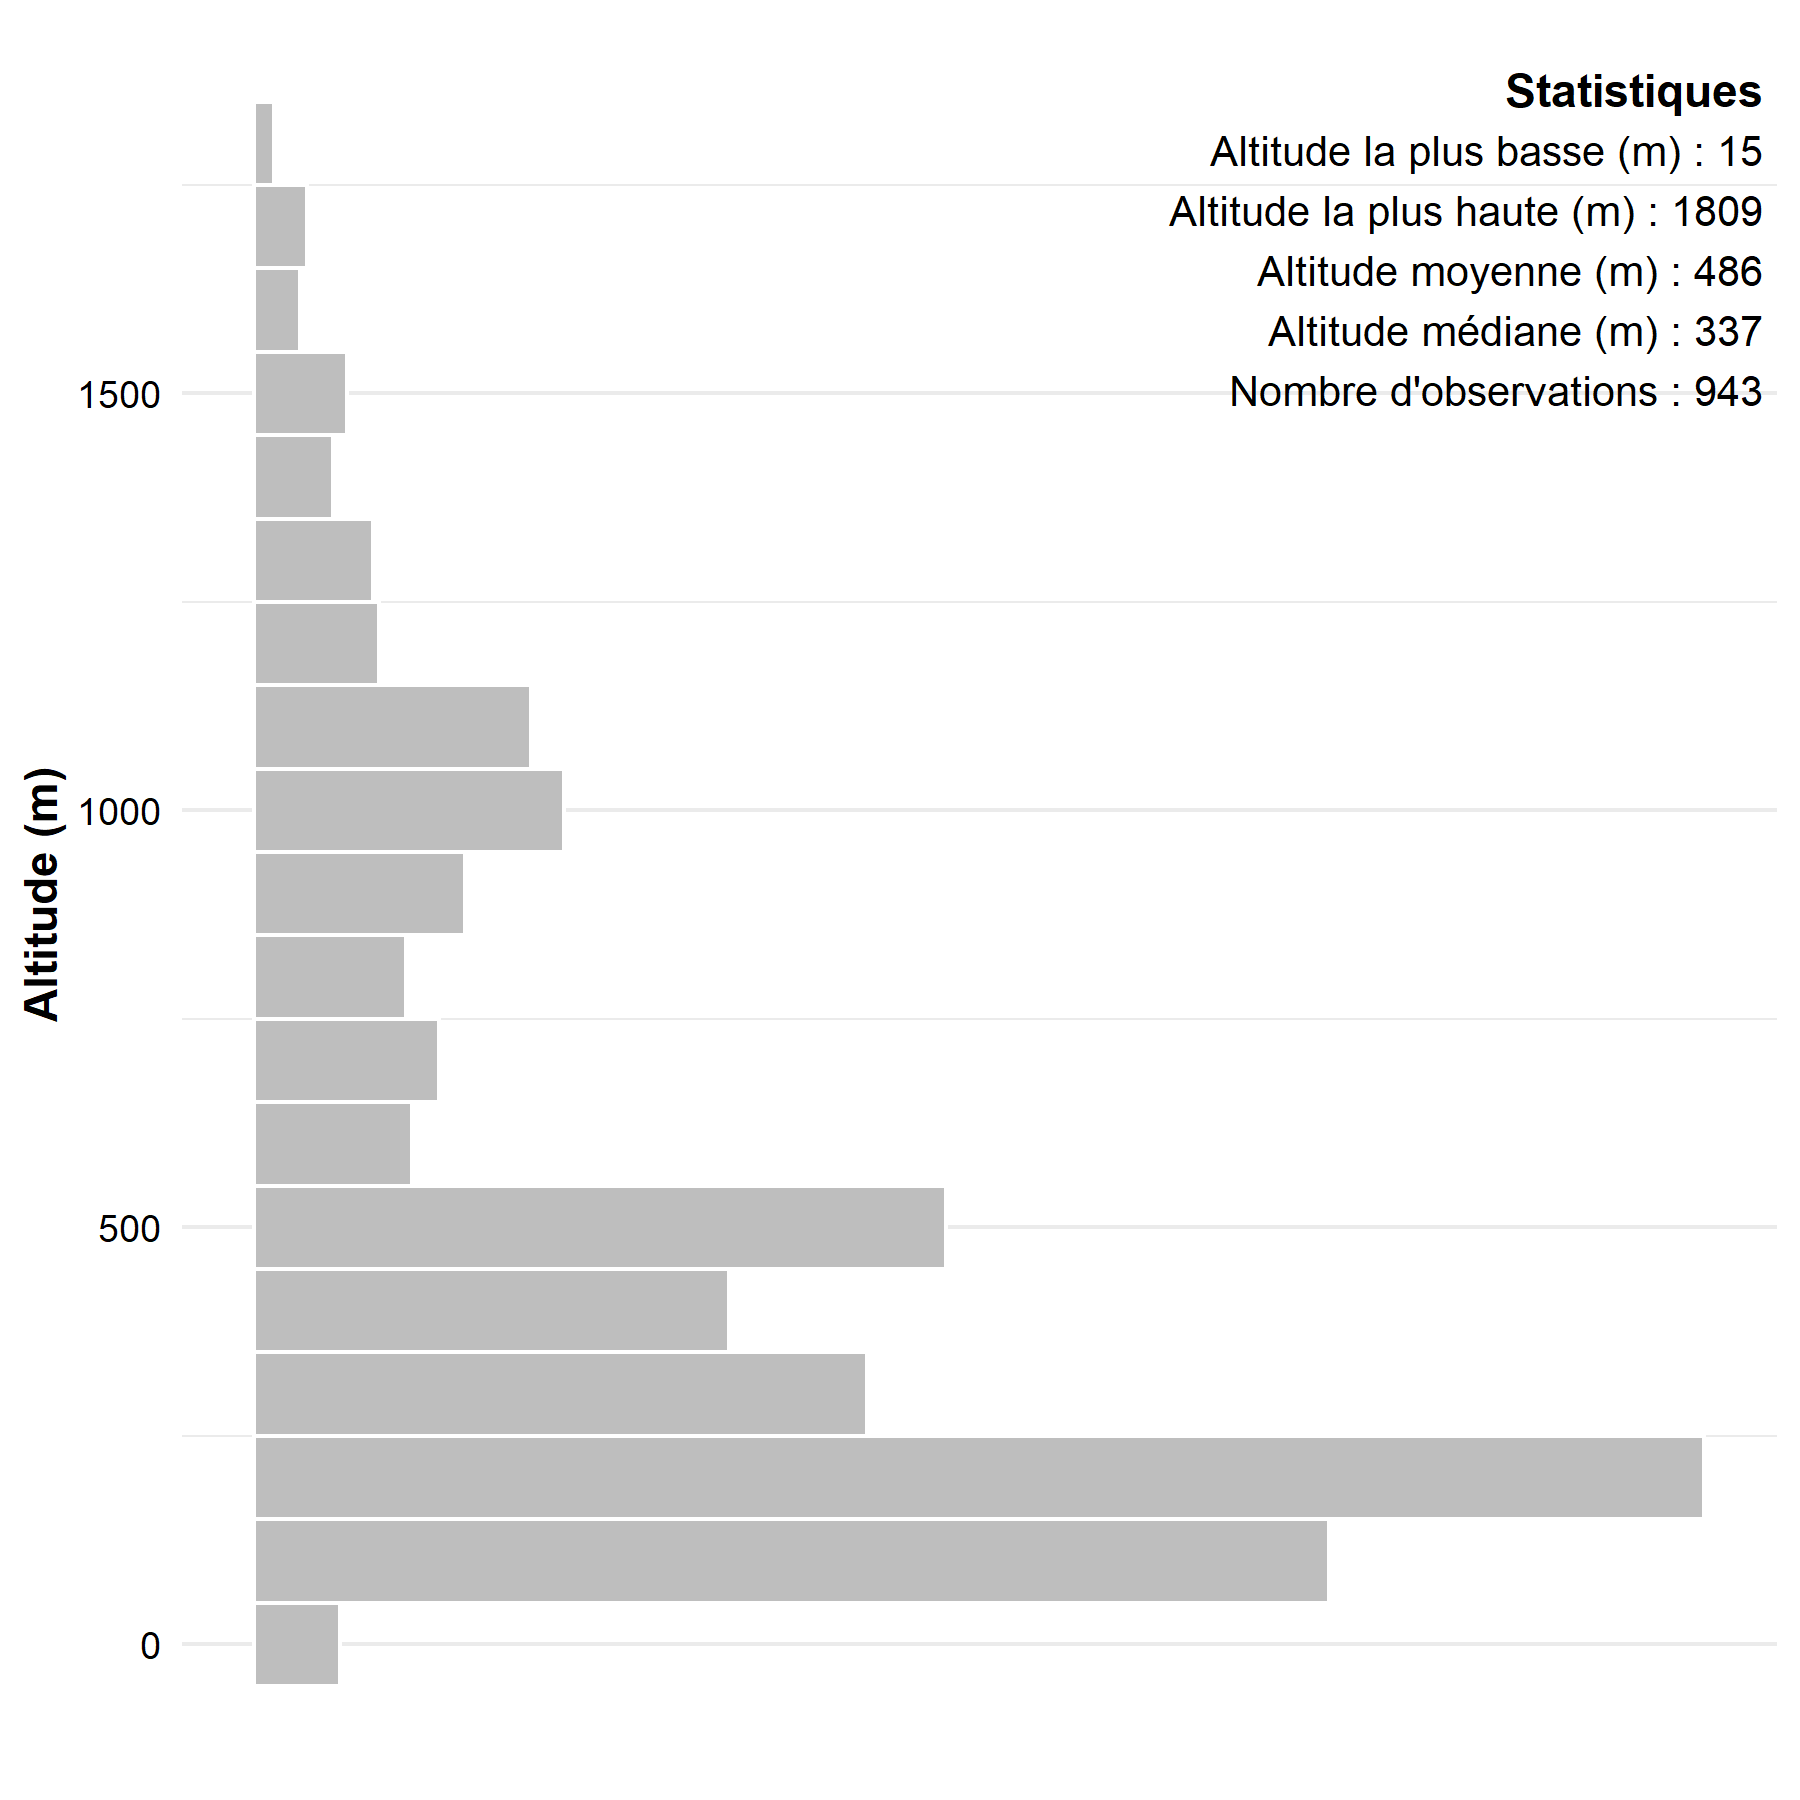 Statistiques
Altitude la plus basse (m) : 15
Altitude la plus haute (m) : 1809
Altitude moyenne (m) : 486
Altitude médiane (m) : 337
Nombre d'observations : 943
1500
1000
500
0
Altitude (m)